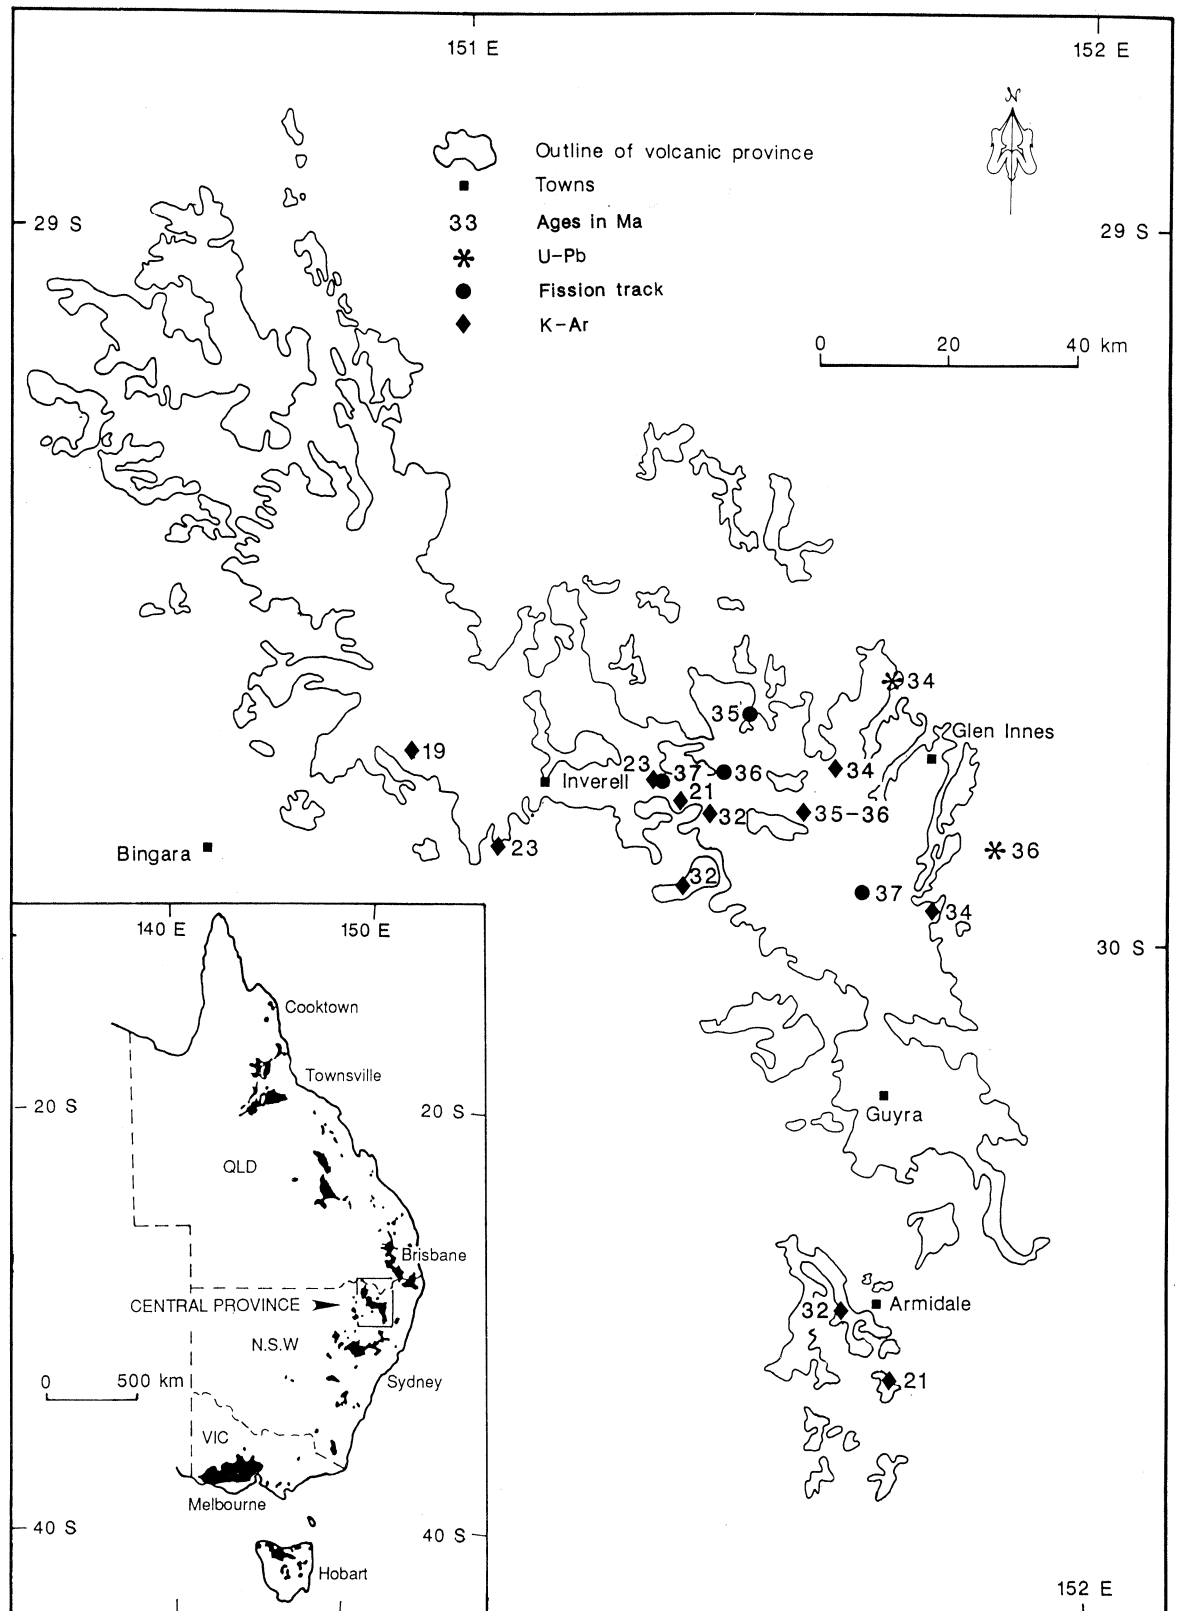 151 E
152 E
N
Outline of volcanic province
Towns
29 S
33
Ages in Ma
29 S
U-Pb
Fission track
K-Ar
0 20 40 km
34
35
Glen Innes
19
23
37
36
34
Inverell
21
32
35-36
Bingara
23
36
32
37
34
140 E
150 E
30 S
Cooktown
Townsville
20 S
20 S
Guyra
QLD
Brisbane
CENTRAL PROVINCE
32
Armidale
N.S.W
0 500 km
Sydney
21
VIC
Melbourne
40 S
40 S
Hobart
152 E